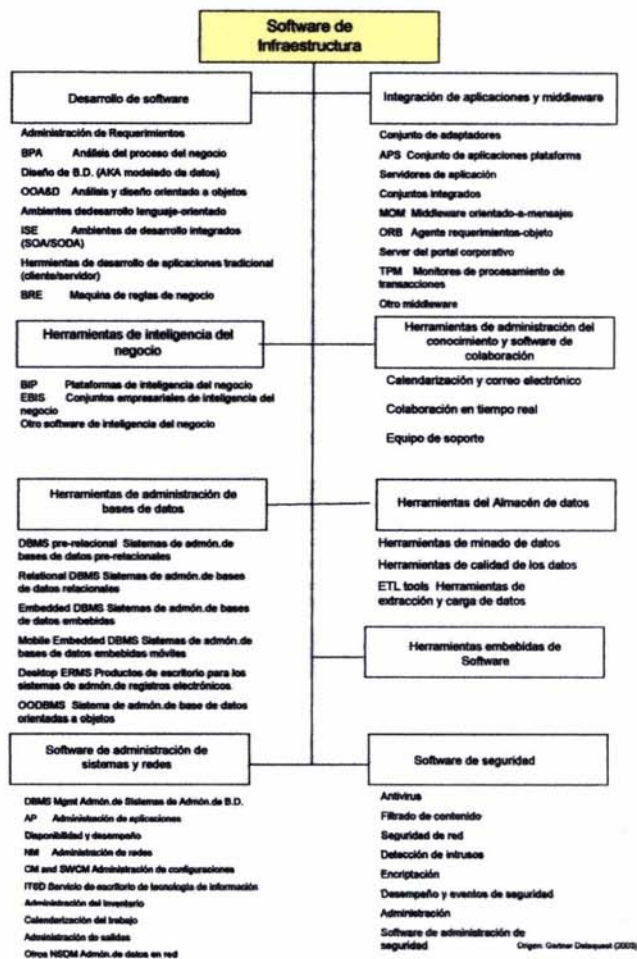 Software de
Infraestructura
Desarrollo de software
Administración de Requerimientos
BPA Análisis del proceso del negocio
Diseño de B.D. (AKA modelado de datos)
OOA&D Análisis y diseño orientado a objetos
Ambientes dedesarrollo lenguaje-orientado
ISE Ambientes de desarrollo integrados
(SOA/SODA)
Hermientas de desarrollo de aplicaciones tradicional
(cliente/servidor)
BRE Maquina de reglas de negocio
Integración de aplicaciones y middleware
Conjunto de adaptadores
APS Conjunto de aplicaciones plataforma
Servidores de aplicación
Conjuntos integrados
MOM Middleware orientado-a-mensajes
ORB Agente requerimientos-objeto
Server del portal corporativo
TPM Monitores de procesamiento de
transacciones
Otro middleware
Herramientas de inteligencia del
negocio
BIP Plataformas de inteligencia del negocio
EBIS Conjuntos empresariales de inteligencia del
negocio
Otro software de inteligencia del negocio
Herramientas de administración del
conocimiento y software de
colaboración
Calendarización y correo electrónico
Colaboración en tiempo real
Equipo de soporte
Herramientas de administración de
bases de datos
DBMS pre-relacional Sistemas de admón.de
bases de datos pre-relacionales
Relational DBMS Sistemas de admón.de bases
de datos relacionales
Embedded DBMS Sistemas de admón.de bases
de datos embebidas
Mobile Embedded DBMS Sistemas de admón.de
bases de datos embebidas móviles
Desktop ERMS Productos de escritorio para los
sistemas de admón.de registros electrónicos.
OODBMS Sistema de admón.de base de datos
orientadas a objetos
Herramientas del Almacén de datos
Herramientas de minado de datos
Herramientas de calidad de los datos
ETL tools Herramientas de
extracción y carga de datos
Herramientas embebidas de
Software
Software de administración de
sistemas y redes
DBMS Mgmt Admón.de Sistemas de Admón.de B.D.
AP Administración de aplicaciones
Disponibilidad y desempeño
NM Administración de redes
CM and SWCM Administración de configuraciones
ITSD Servicio de escritorio de tecnología de información
Administración del inventario
Calendarización del trabajo
Administración de salidas
Otros NSDM Admón.de datos en red
Software de seguridad
Antivirus
Filtrado de contenido
Seguridad de red
Detección de intrusos
Encriptación
Desempeño y eventos de seguridad
Administración
Software de administración de
seguridad
Origen: Gartner Dataquest (2003)